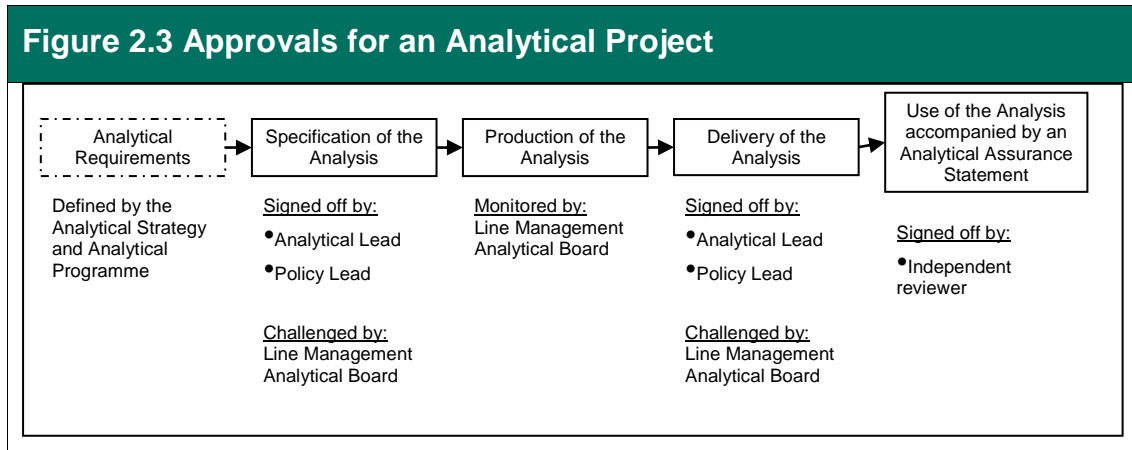 Figure 2.3 Approvals for an Analytical Project
Analytical
Requirements
Defined by the
Analytical Strategy
and Analytical
Programme
Specification of the
Analysis
Signed off by:
•Analytical Lead
•Policy Lead
Challenged by:
Line Management
Analytical Board
Production of the
Analysis
Monitored by:
Line Management
Analytical Board
Delivery of the
Analysis
Signed off by:
•Analytical Lead
•Policy Lead
Challenged by:
Line Management
Analytical Board
Use of the Analysis
accompanied by an
Analytical Assurance
Statement
Signed off by:
•Independent
reviewer